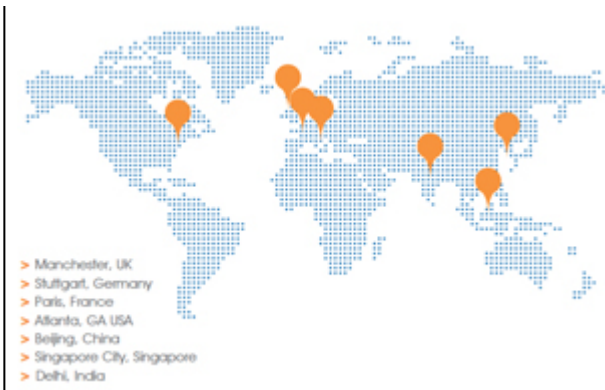 > Manchester, UK
> Stuttgart, Germany
> Paris, France
> Atlanta, GA USA
> Beijing, China
> Singapore City, Singapore
> Delhi, India